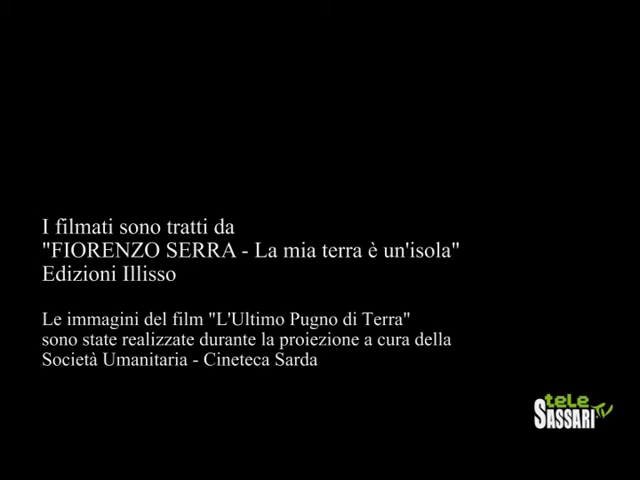 I filmati sono tratti da
"FIORENZO SERRA - La mia terra è un'isola"
Edizioni Illisso
Le immagini del film "L'Ultimo Pugno di Terra"
sono state realizzate durante la proiezione a cura della
Società Umanitaria - Cineteca Sarda
tele
SASSARI TV